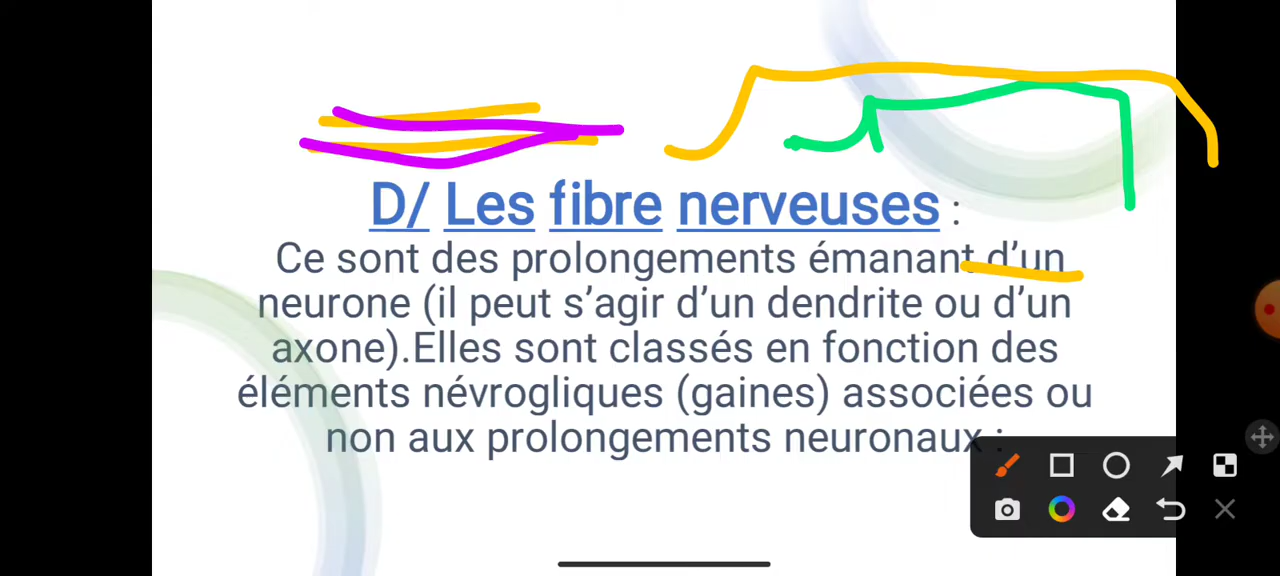 D/ Les fibre nerveuses :
Ce sont des prolongements émanant d’un
neurone (il peut s’agir d’un dendrite ou d’un
axone).Elles sont classés en fonction des
éléments névrogliques (gaines) associées ou
non aux prolongements neuronaux :